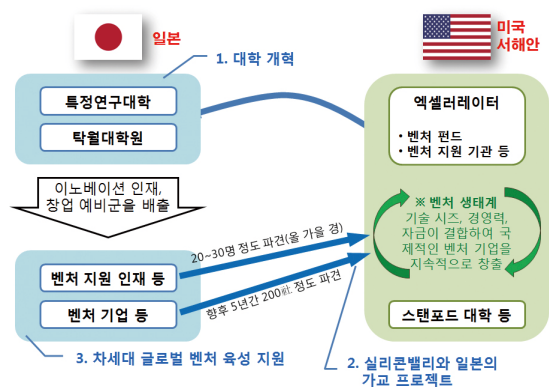 일본
미국
서해안
1. 대학 개혁
특정연구대학
탁월대학원
이노베이션 인재,
창업 예비군을 배출
벤처 지원 인재 등
벤처 기업 등
20~30명 정도 파견(올 가을 경)
향후 5년간 200社 정도 파견
엑셀러레이터
• 벤처 펀드
• 벤처 지원 기관 등
※ 벤처 생태계
기술 시즈, 경영력,
자금이 결합하여 국
제적인 벤처 기업을
지속적으로 창출
스탠포드 대학 등
3. 차세대 글로벌 벤처 육성 지원
2. 실리콘밸리와 일본의
가교 프로젝트